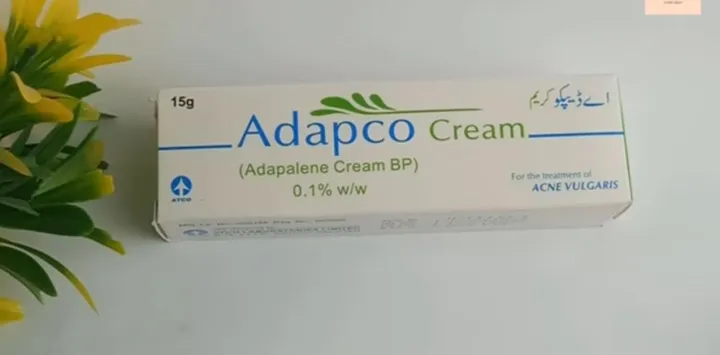 15g
اے ڈیپکو کریم
Adapco Cream
(Adapalene Cream BP)
0.1% w/w
For the treatment of
ACNE VULGARIS
ATCO